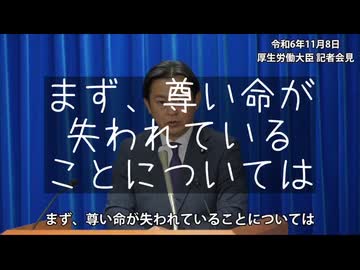 令和6年11月8日
厚生労働大臣 記者会見
まず、尊い命が
失われている
ことについては
まず、尊い命が失われていることについては